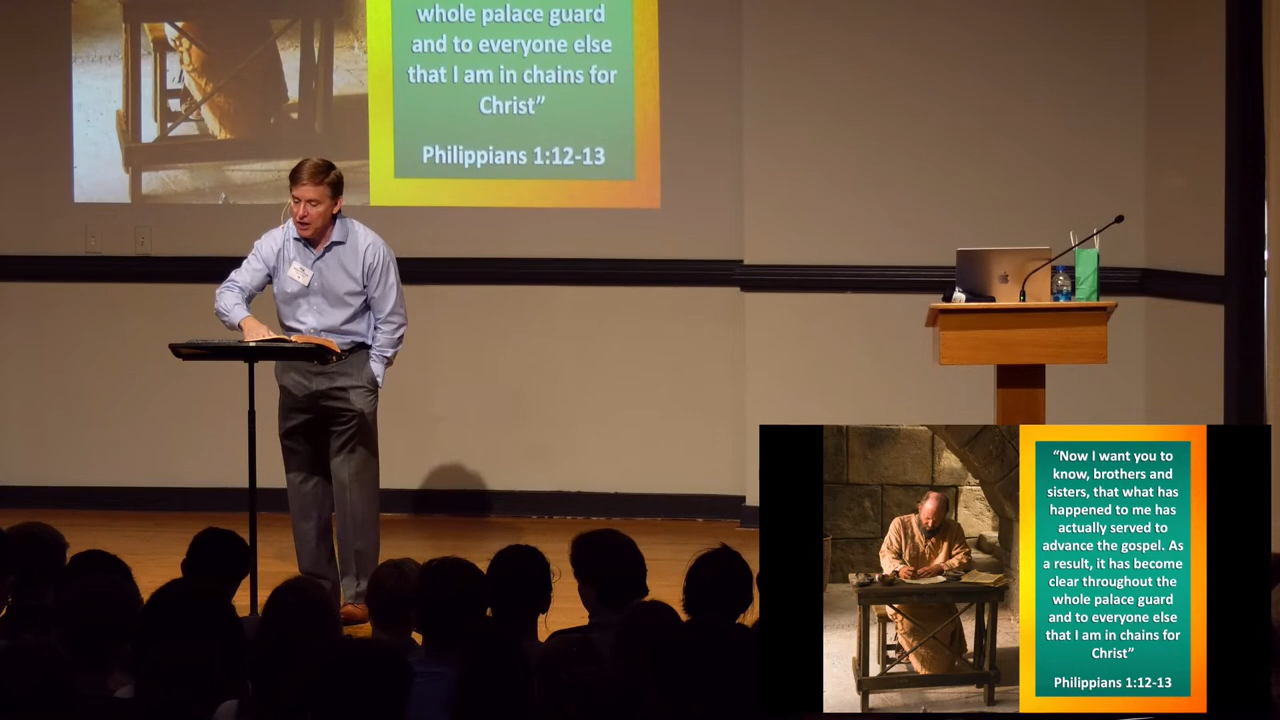 whole palace guard
and to everyone else
that I am in chains for
Christ”
Philippians 1:12-13
“Now I want you to
know, brothers and
sisters, that what has
happened to me has
actually served to
advance the gospel. As
a result, it has become
clear throughout the
whole palace guard
and to everyone else
that I am in chains for
Christ”
Philippians 1:12-13